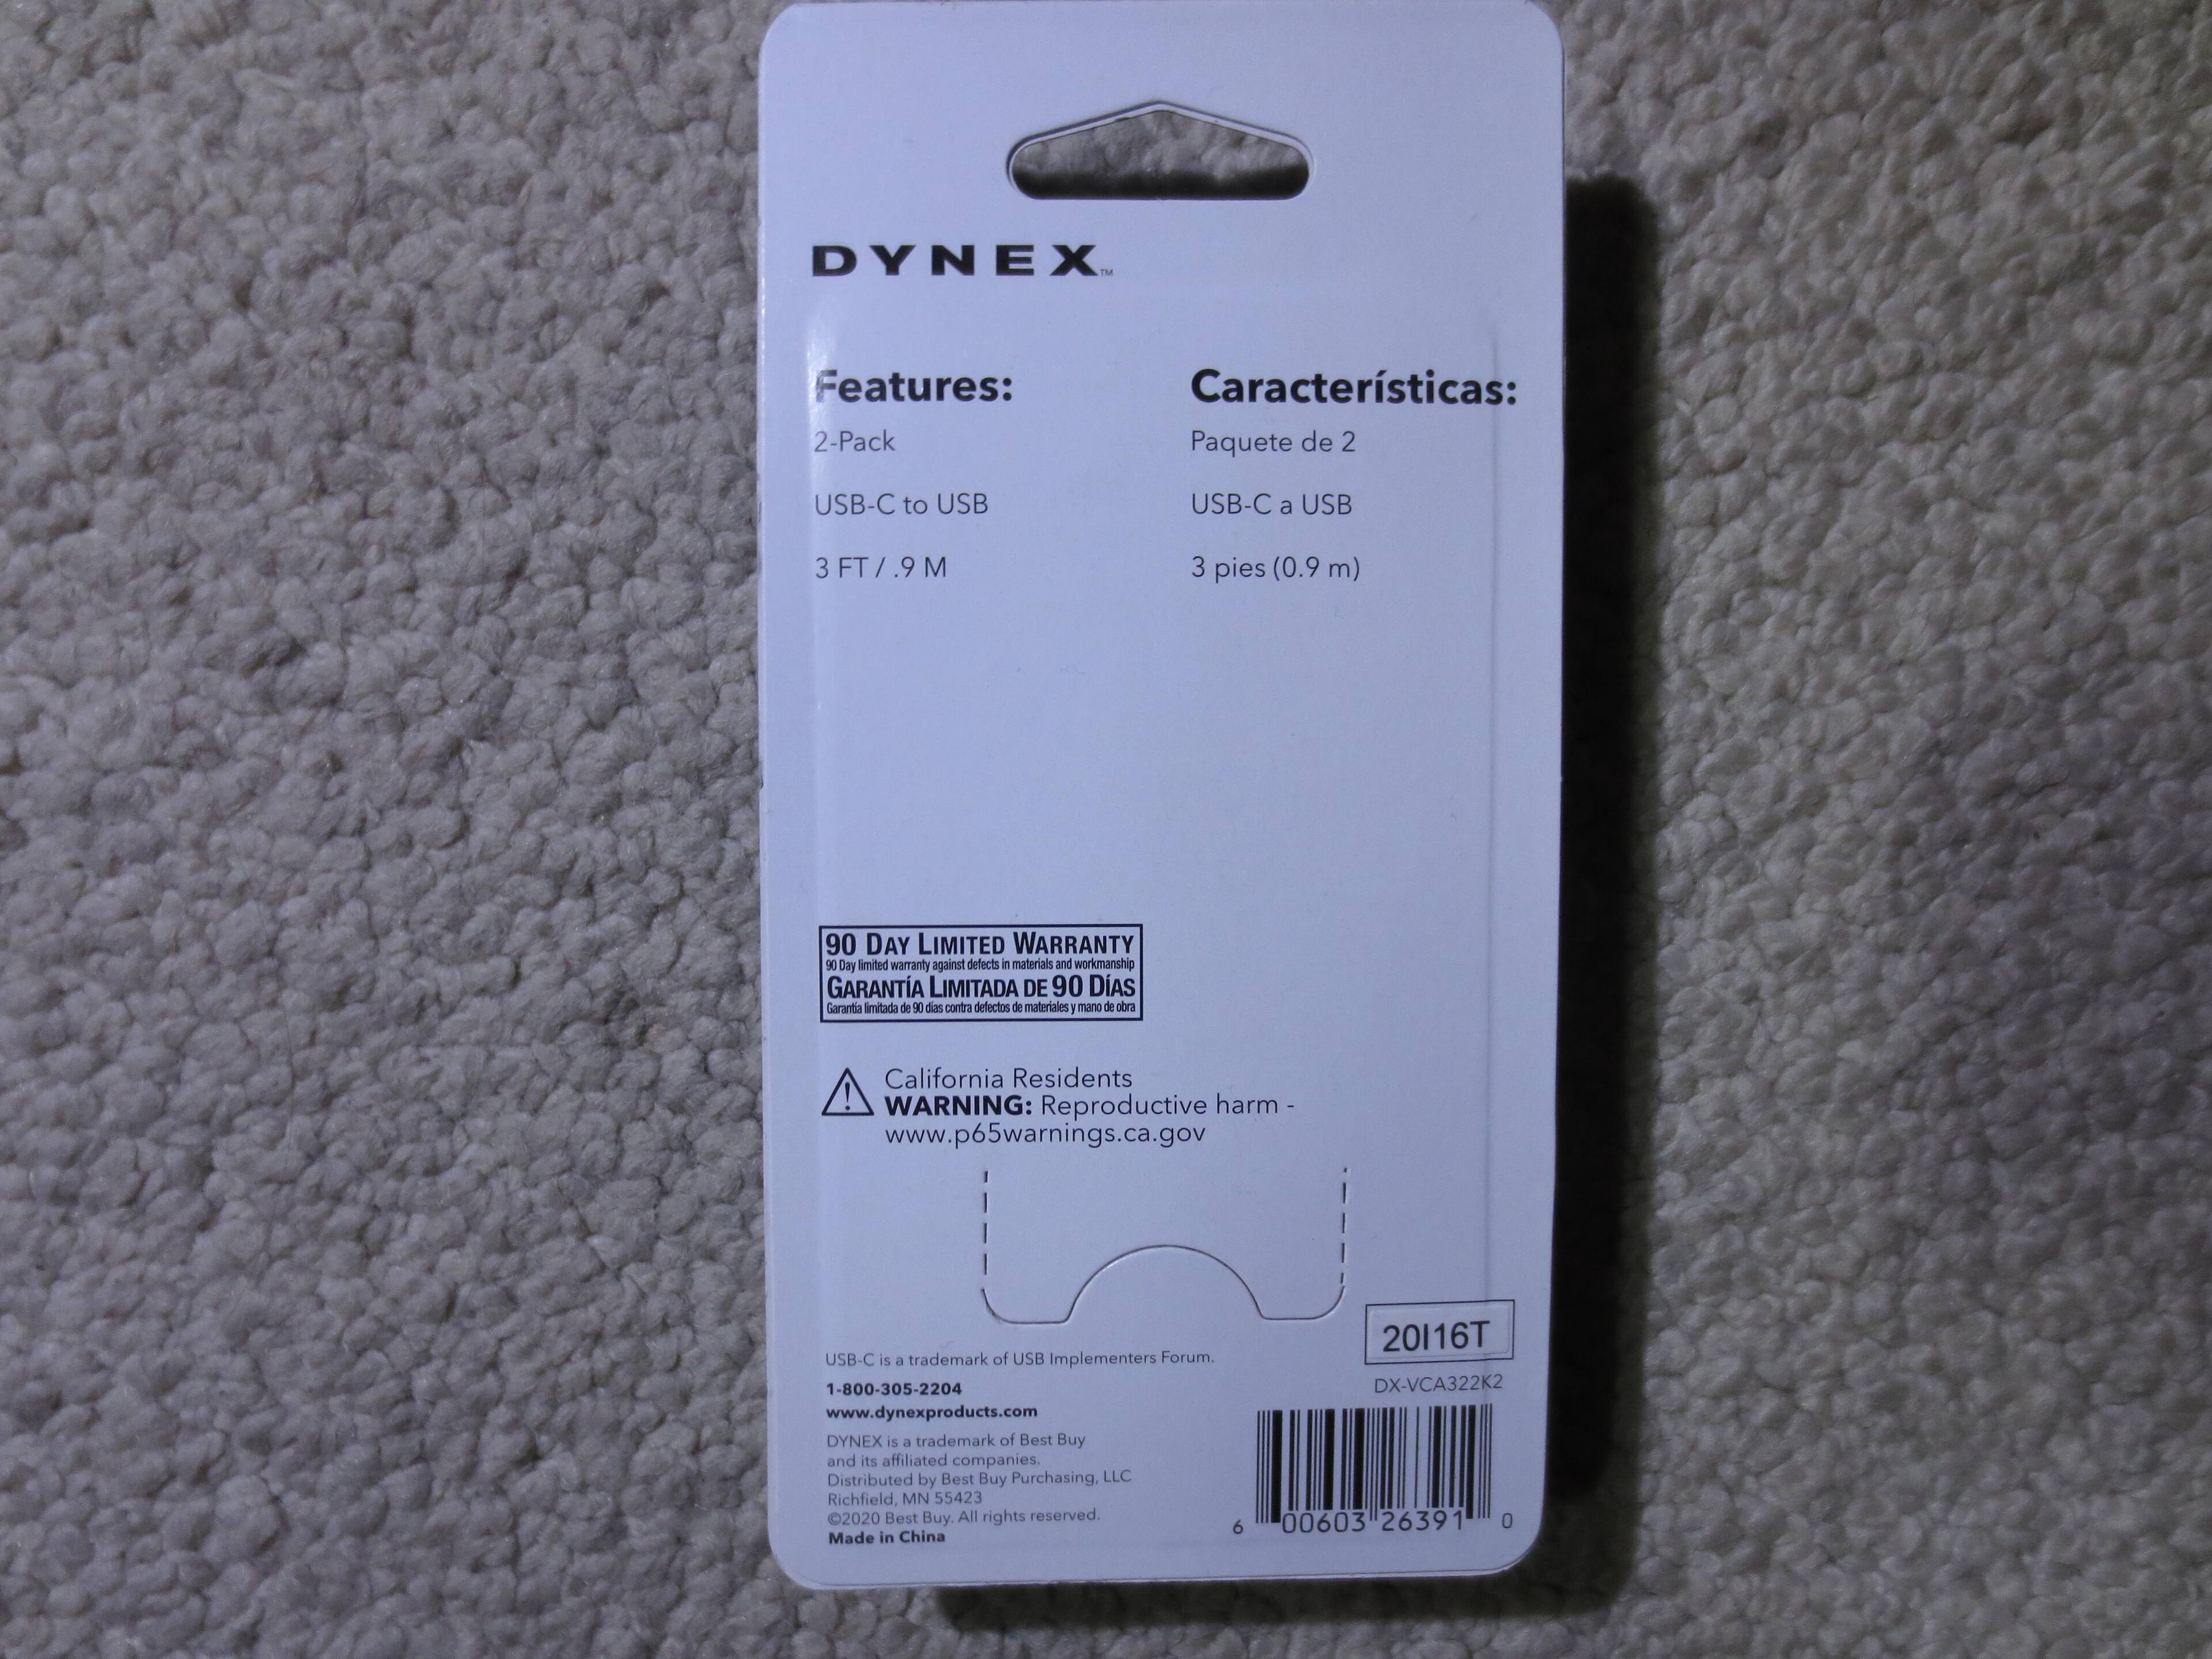 DYNEX™
Features:
2-Pack
USB-C to USB
3 FT / .9 M
Características:
Paquete de 2
USB-C a USB
3 pies (0.9 m)
90 DAY LIMITED WARRANTY
90 Day limited warranty against defects in materials and workmanship
GARANTÍA LIMITADA DE 90 DÍAS
Garantía limitada de 90 días contra defectos de materiales y mano de obra
California Residents
WARNING: Reproductive harm -
www.p65warnings.ca.gov
20I16T
USB-C is a trademark of USB Implementers Forum.
1-800-305-2204
www.dynexproducts.com
DYNEX is a trademark of Best Buy
and its affiliated companies.
Distributed by Best Buy Purchasing, LLC
Richfield, MN 55423
©2020 Best Buy. All rights reserved.
Made in China
DX-VCA322K2
6 00603 26391 0